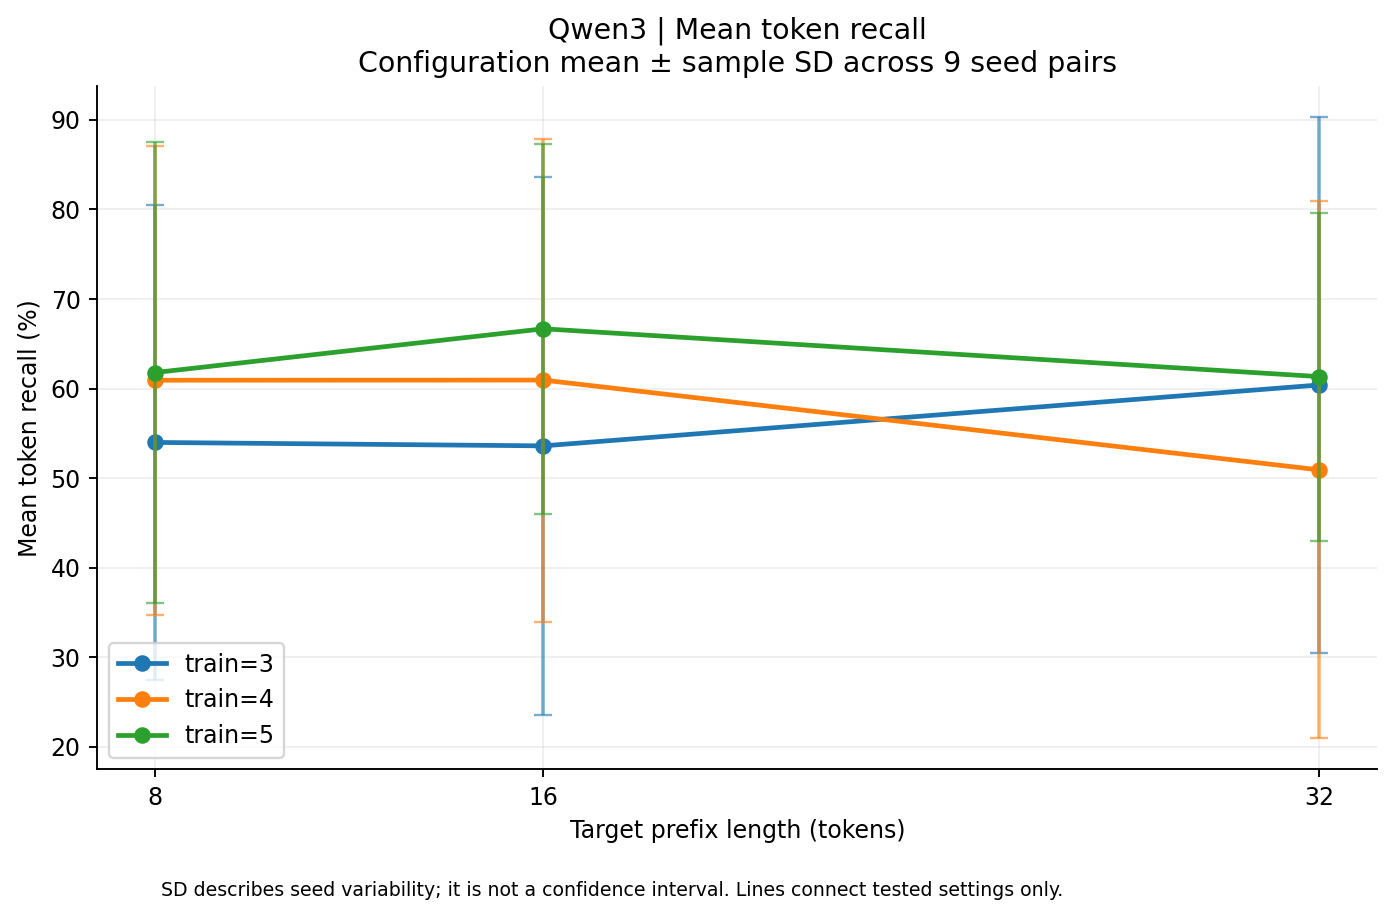 Qwen3 | Mean token recall
Configuration mean ± sample SD across 9 seed pairs
Mean token recall (%)
90
80
70
60
50
40
30
20
train=3
train=4
train=5
8
16
32
Target prefix length (tokens)
SD describes seed variability; it is not a confidence interval. Lines connect tested settings only.